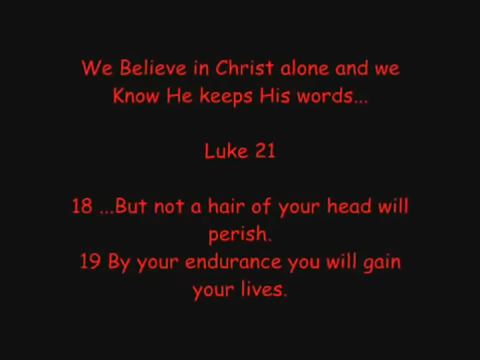 We Believe in Christ alone and we
Know He keeps His words...
Luke 21
18 ...But not a hair of your head will
perish.
19 By your endurance you will gain
your lives.